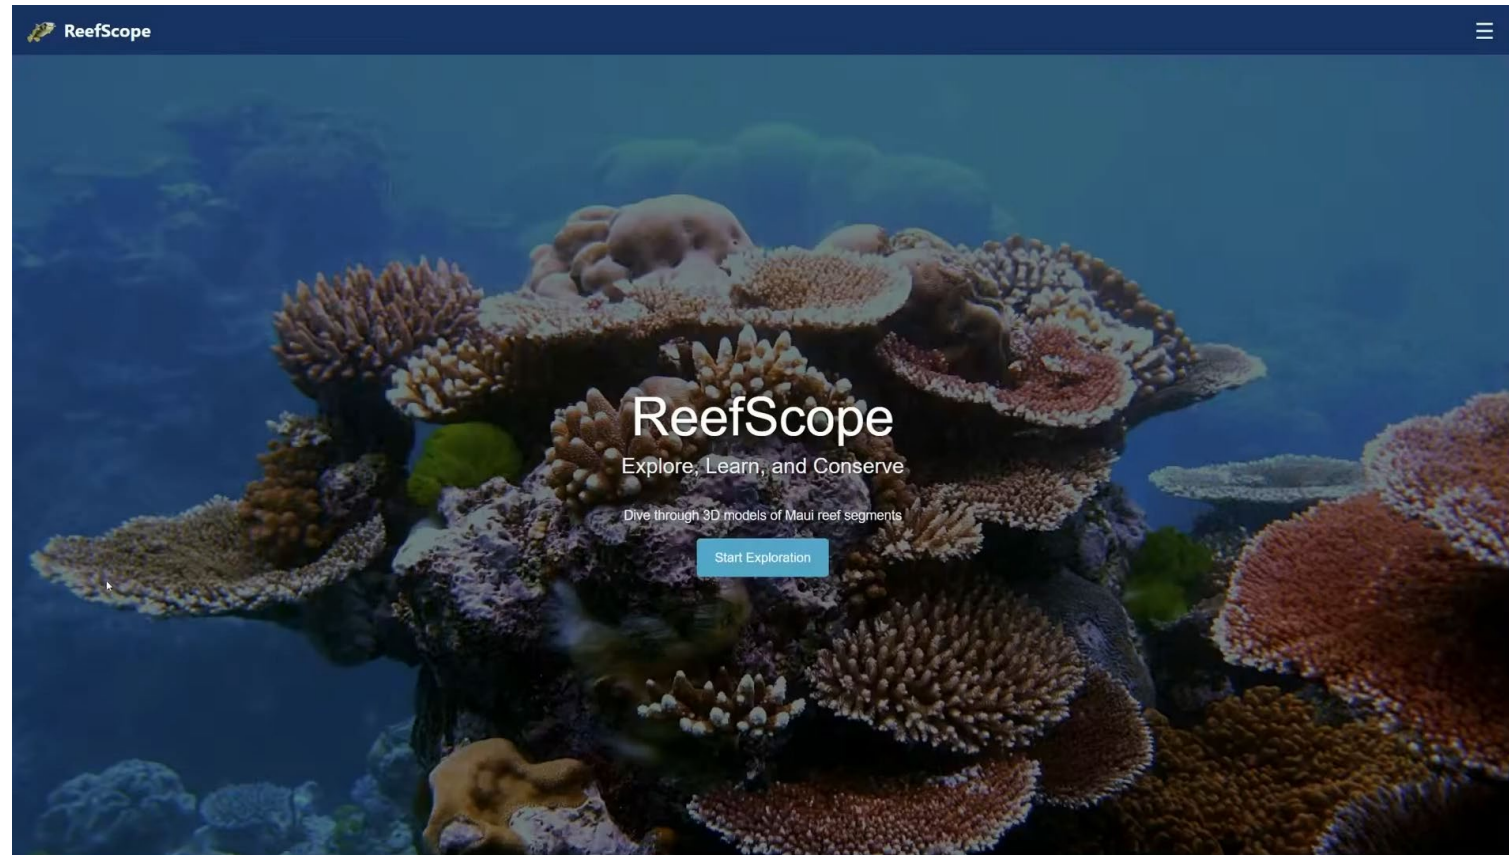 ReefScope
ReefScope
Explore, Learn, and Conserve
Dive through 3D models of Maui reef segments
Start Exploration